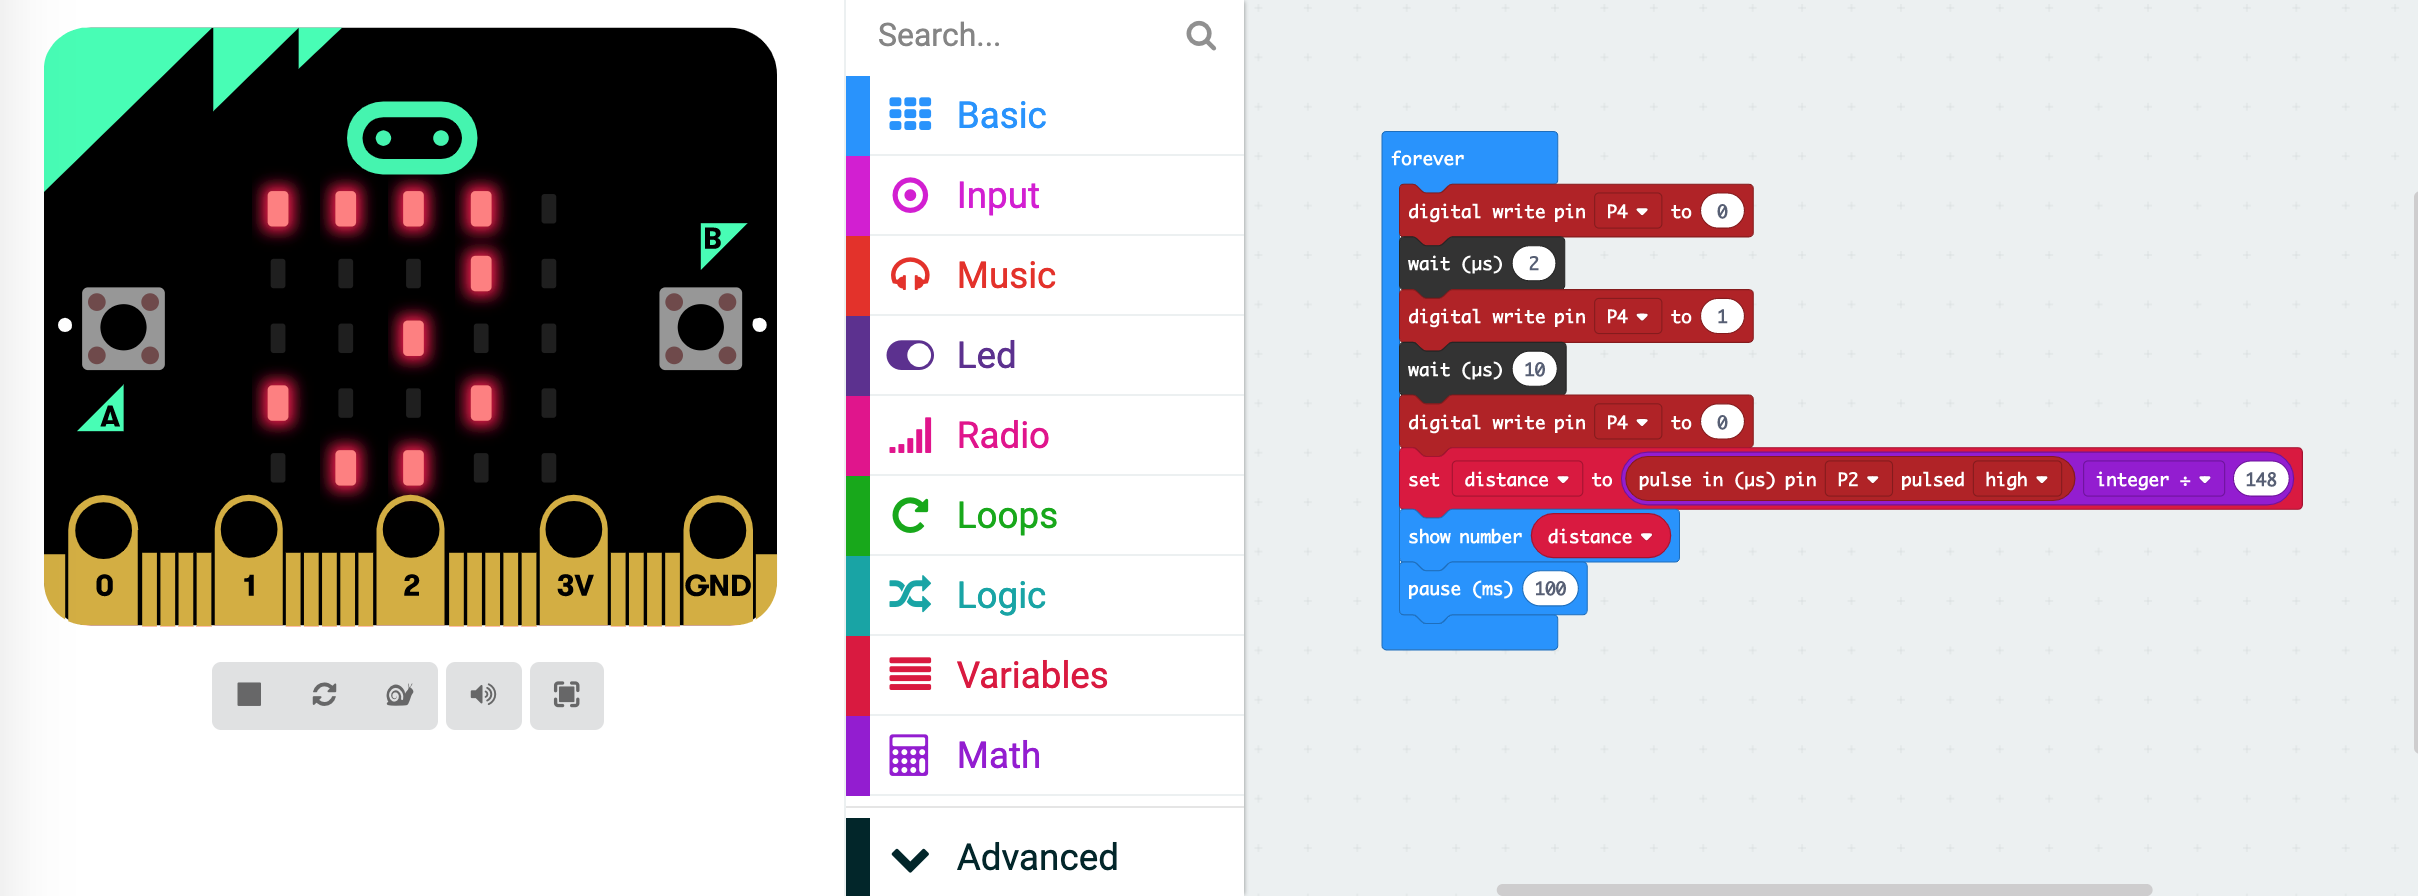 B
A
0 1 2 3V GND
Search...
Basic
Input
Music
Led
Radio
Loops
Logic
Variables
Math
Advanced
forever
digital write pin P4 to 0
wait (µs) 2
digital write pin P4 to 1
wait (µs) 10
digital write pin P4 to 0
set distance to pulse in (µs) pin P2 pulsed high integer ÷ 148
show number distance
pause (ms) 100